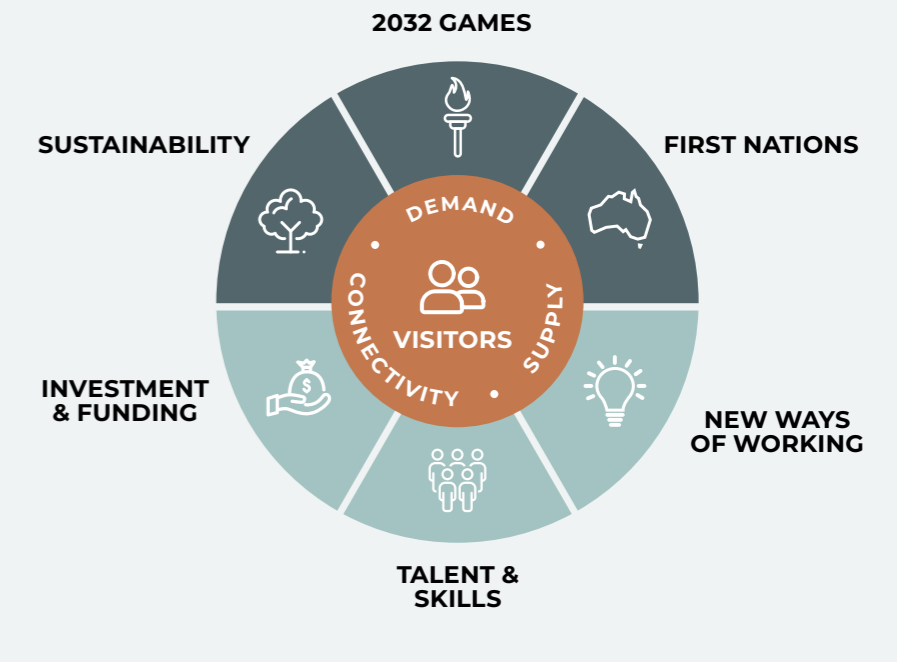 2032 GAMES
SUSTAINABILITY
FIRST NATIONS
DEMAND
CONNECTIVITY
SUPPLY
$
VISITORS
INVESTMENT
& FUNDING
NEW WAYS
OF WORKING
TALENT &
SKILLS